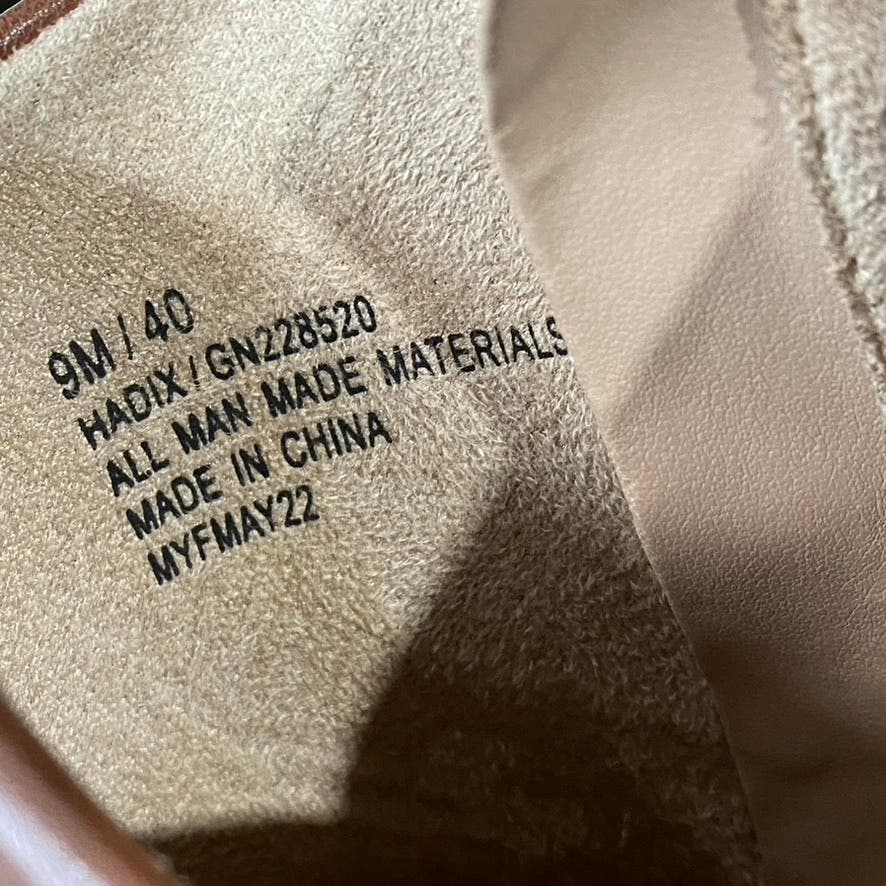 9M / 40
HADIX / GN228520
ALL MAN MADE MATERIALS
MADE IN CHINA
MYFMAY22